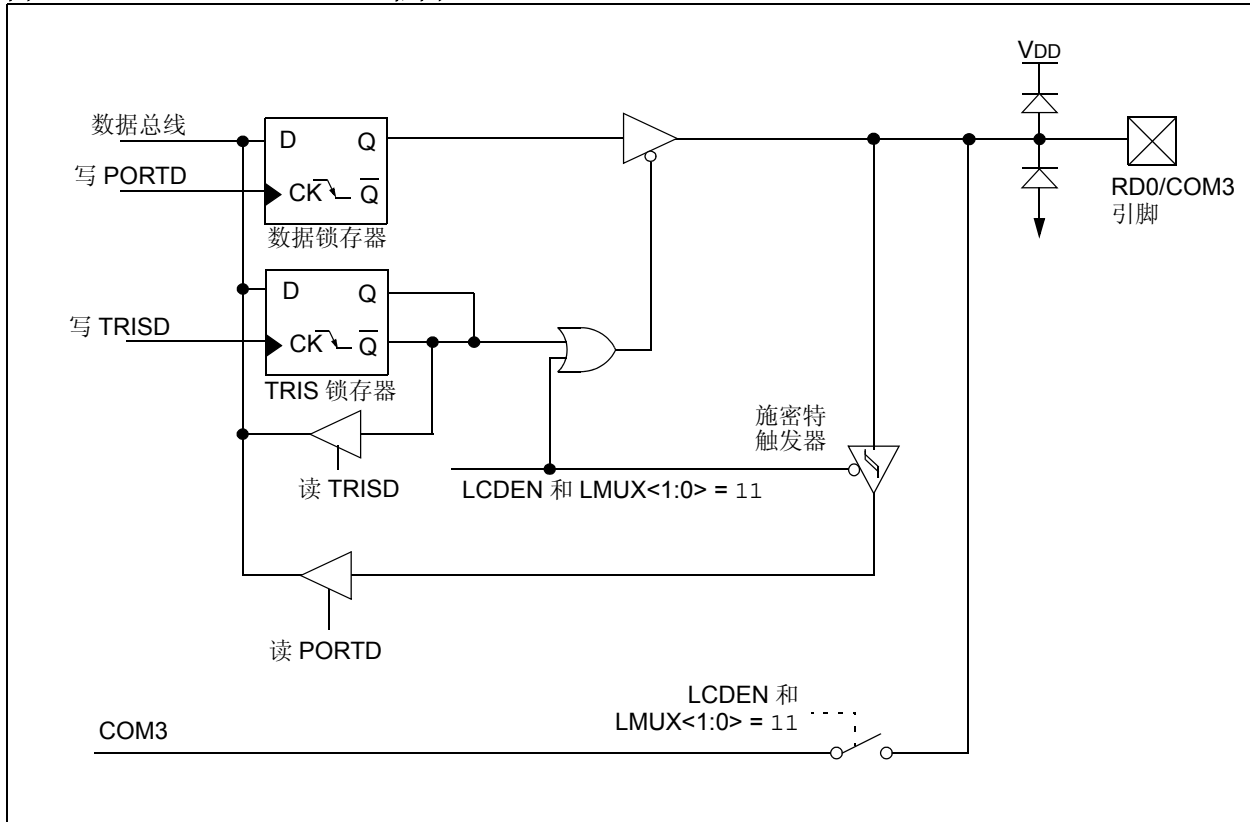 VDD
数据总线
D Q
写 PORTD
CK Q
数据锁存器
RD0/COM3
引脚
D Q
写 TRISD
CK Q
TRIS 锁存器
施密特
触发器
读 TRISD
LCDEN 和 LMUX<1:0> = 11
读 PORTD
LCDEN 和
LMUX<1:0> = 11
COM3